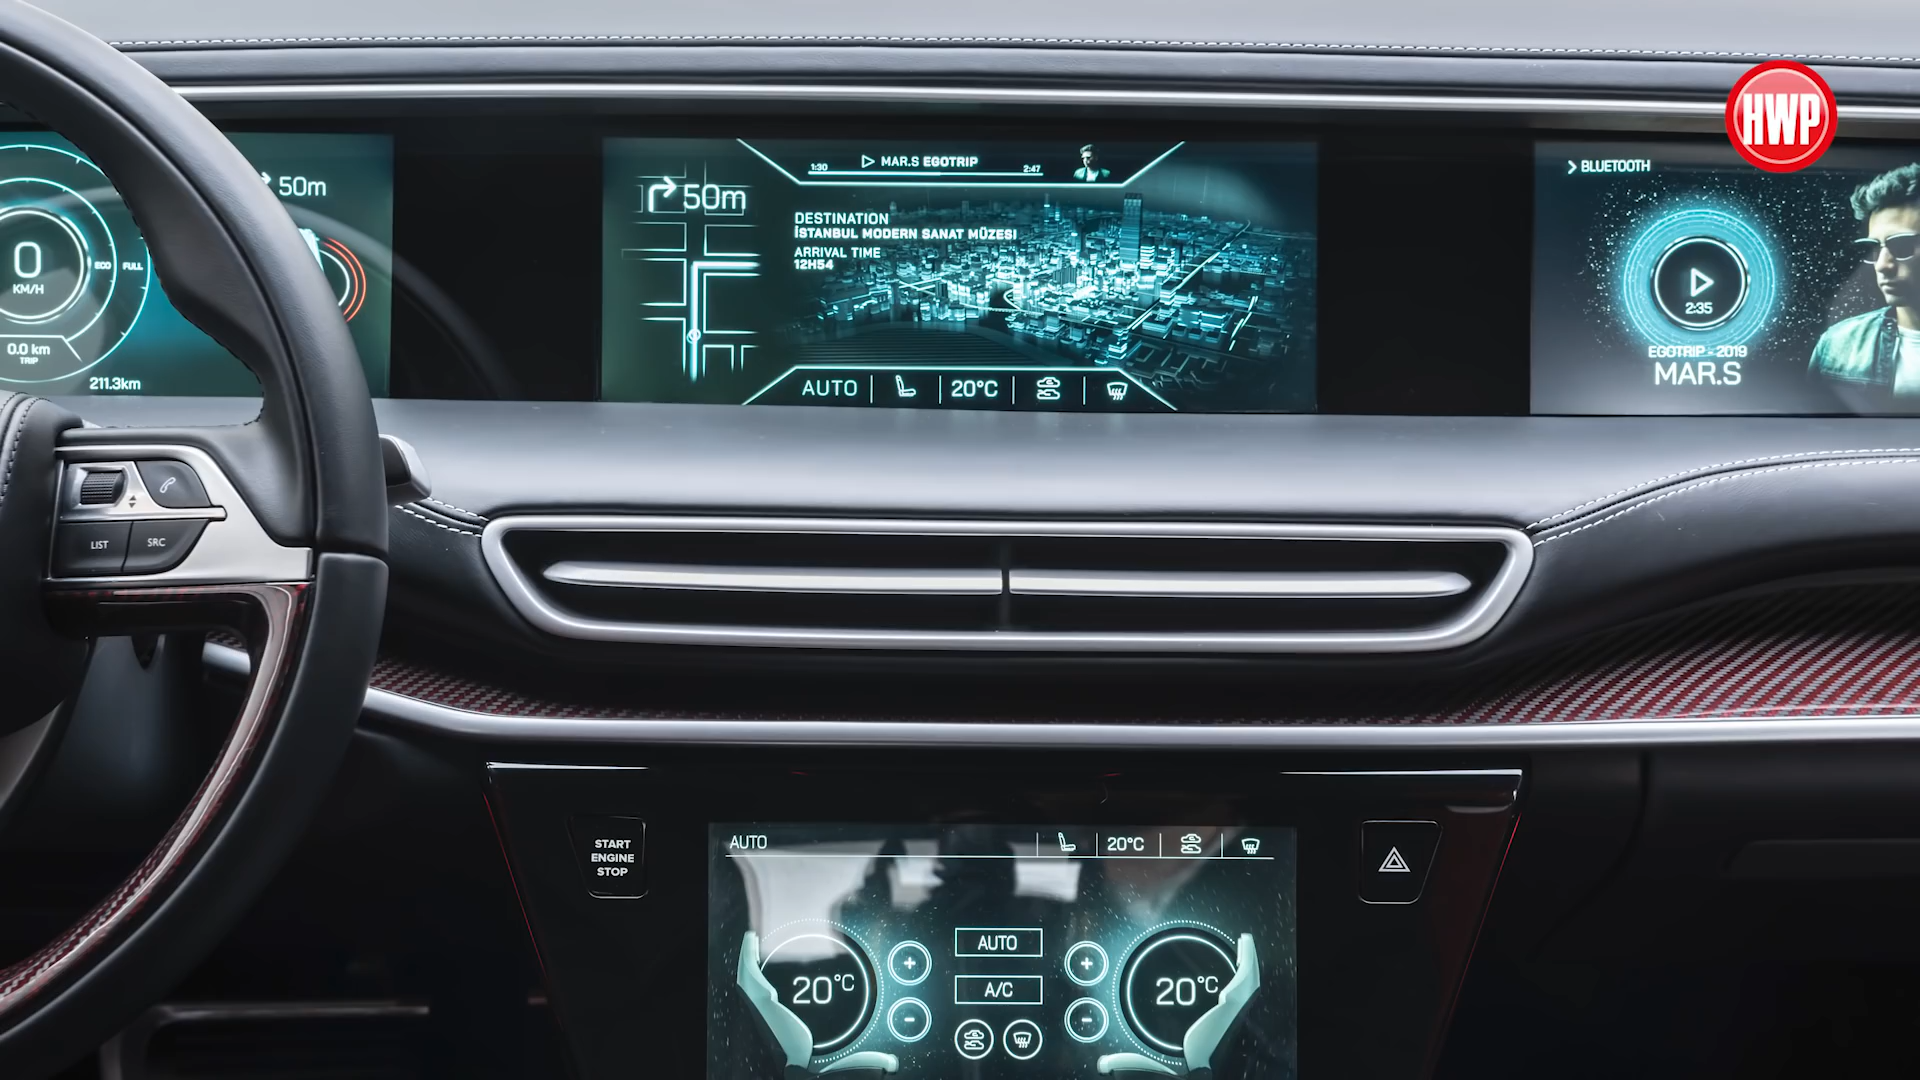 HWP
50m
0
KM/H
ECO
FULL
0.0 km
TRIP
211.3km
1:30
MAR.S EGOTRIP
2:47
50m
DESTINATION
İSTANBUL MODERN SANAT MÜZESI
ARRIVAL TIME
12H54
AUTO
20°C
BLUETOOTH
2:35
EGOTRIP - 2019
MAR.S
LIST
SRC
START
ENGINE
STOP
AUTO
20°C
AUTO
A/C
20°C
20°C